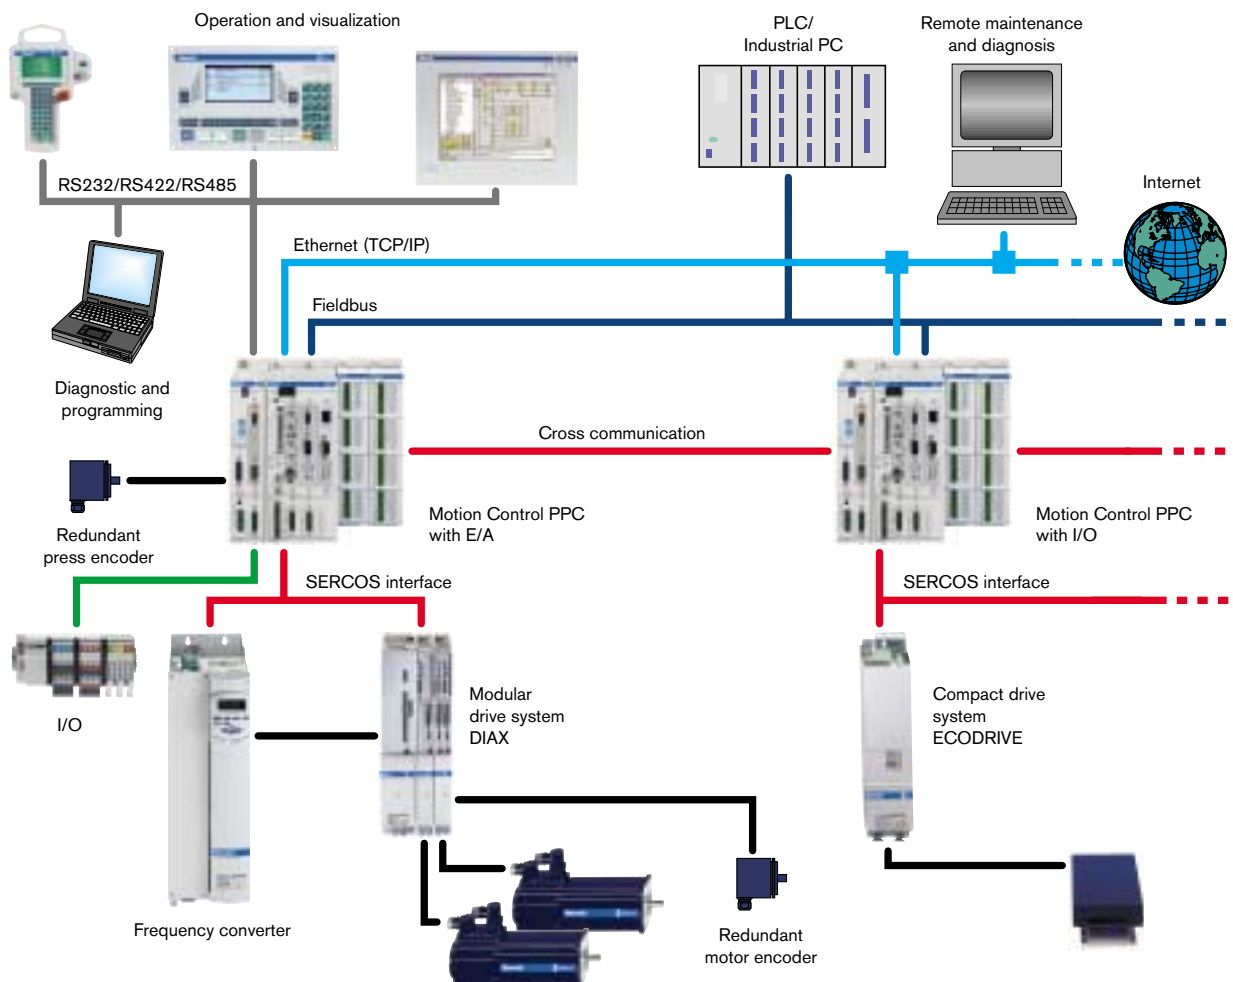 Operation and visualization
PLC/
Industrial PC
Remote maintenance
and diagnosis
RS232/RS422/RS485
Internet
Ethernet (TCP/IP)
Fieldbus
Diagnostic and
programming
Cross communication
Redundant
press encoder
Motion Control PPC
with E/A
Motion Control PPC
with I/O
SERCOS interface
SERCOS interface
I/O
Modular
drive system
DIAX
Compact drive
system
ECODRIVE
Frequency converter
Redundant
motor encoder